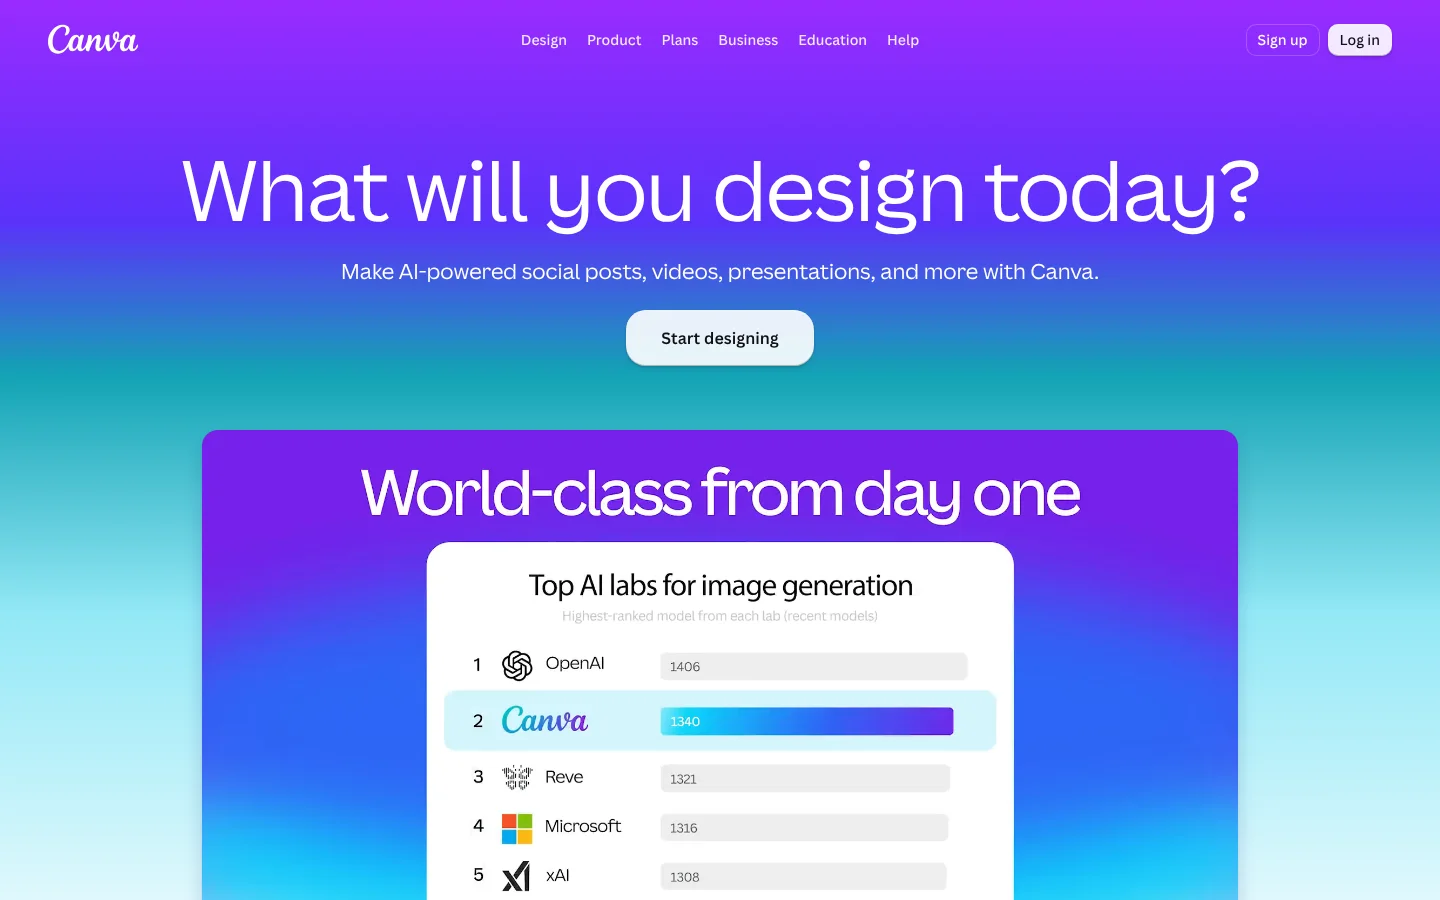 Canva
Design Product Plans Business Education Help
Sign up Log in
What will you design today?
Make AI-powered social posts, videos, presentations, and more with Canva.
Start designing
World-class from day one
Top AI labs for image generation
Highest-ranked model from each lab (recent models)
1 OpenAI 1406
2 Canva 1340
3 Reve 1321
4 Microsoft 1316
5 xAI 1308